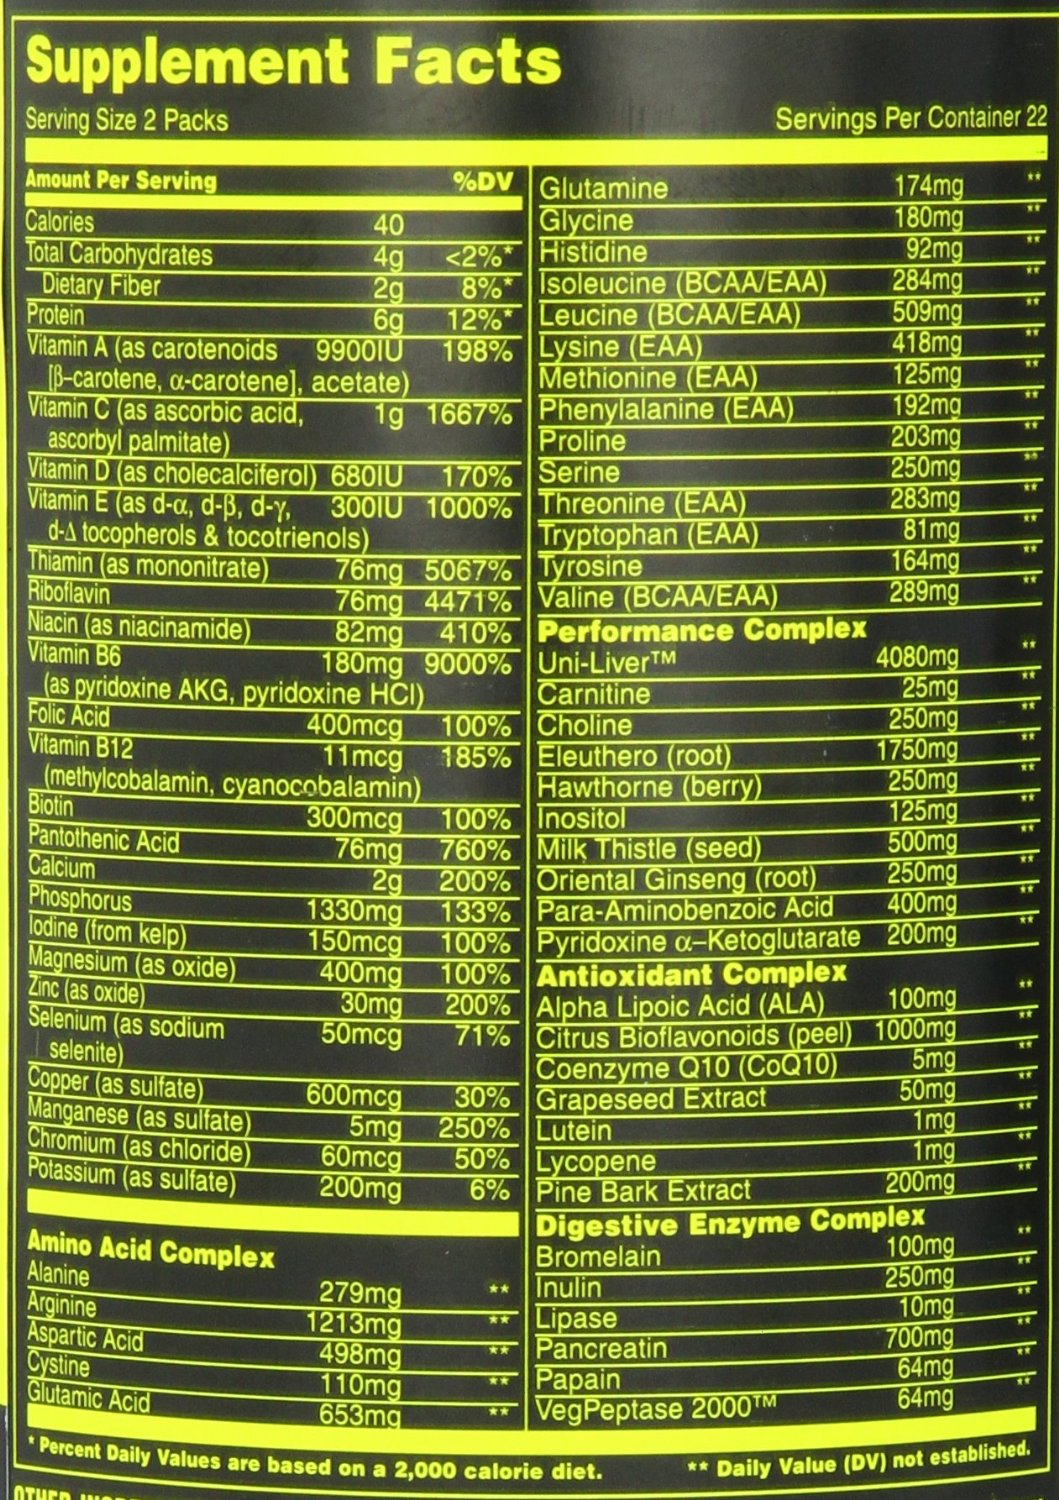 Supplement Facts
Serving Size 2 Packs
Servings Per Container 22
Amount Per Serving %DV
Calories 40
Total Carbohydrates 4g <2%*
Dietary Fiber 2g 8%*
Protein 6g 12%*
Vitamin A (as carotenoids 9900IU 198%
[β-carotene, α-carotene], acetate)
Vitamin C (as ascorbic acid, 1g 1667%
ascorbyl palmitate)
Vitamin D (as cholecalciferol) 680IU 170%
Vitamin E (as d-α, d-β, d-γ, 300IU 1000%
d-Δ tocopherols & tocotrienols)
Thiamin (as mononitrate) 76mg 5067%
Riboflavin 76mg 4471%
Niacin (as niacinamide) 82mg 410%
Vitamin B6 180mg 9000%
(as pyridoxine AKG, pyridoxine HCl)
Folic Acid 400mcg 100%
Vitamin B12 11mcg 185%
(methylcobalamin, cyanocobalamin)
Biotin 300mcg 100%
Pantothenic Acid 76mg 760%
Calcium 2g 200%
Phosphorus 1330mg 133%
Iodine (from kelp) 150mcg 100%
Magnesium (as oxide) 400mg 100%
Zinc (as oxide) 30mg 200%
Selenium (as sodium 50mcg 71%
selenite)
Copper (as sulfate) 600mcg 30%
Manganese (as sulfate) 5mg 250%
Chromium (as chloride) 60mcg 50%
Potassium (as sulfate) 200mg 6%
Amino Acid Complex
Alanine 279mg **
Arginine 1213mg **
Aspartic Acid 498mg **
Cystine 110mg **
Glutamic Acid 653mg **
Glutamine 174mg **
Glycine 180mg **
Histidine 92mg **
Isoleucine (BCAA/EAA) 284mg **
Leucine (BCAA/EAA) 509mg **
Lysine (EAA) 418mg **
Methionine (EAA) 125mg **
Phenylalanine (EAA) 192mg **
Proline 203mg **
Serine 250mg **
Threonine (EAA) 283mg **
Tryptophan (EAA) 81mg **
Tyrosine 164mg **
Valine (BCAA/EAA) 289mg **
Performance Complex
Uni-Liver™ 4080mg **
Carnitine 25mg **
Choline 250mg **
Eleuthero (root) 1750mg **
Hawthorne (berry) 250mg **
Inositol 125mg **
Milk Thistle (seed) 500mg **
Oriental Ginseng (root) 250mg **
Para-Aminobenzoic Acid 400mg **
Pyridoxine α–Ketoglutarate 200mg **
Antioxidant Complex
Alpha Lipoic Acid (ALA) 100mg **
Citrus Bioflavonoids (peel) 1000mg **
Coenzyme Q10 (CoQ10) 5mg **
Grapeseed Extract 50mg **
Lutein 1mg **
Lycopene 1mg **
Pine Bark Extract 200mg **
Digestive Enzyme Complex
Bromelain 100mg **
Inulin 250mg **
Lipase 10mg **
Pancreatin 700mg **
Papain 64mg **
VegPeptase 2000™ 64mg **
* Percent Daily Values are based on a 2,000 calorie diet.
** Daily Value (DV) not established.